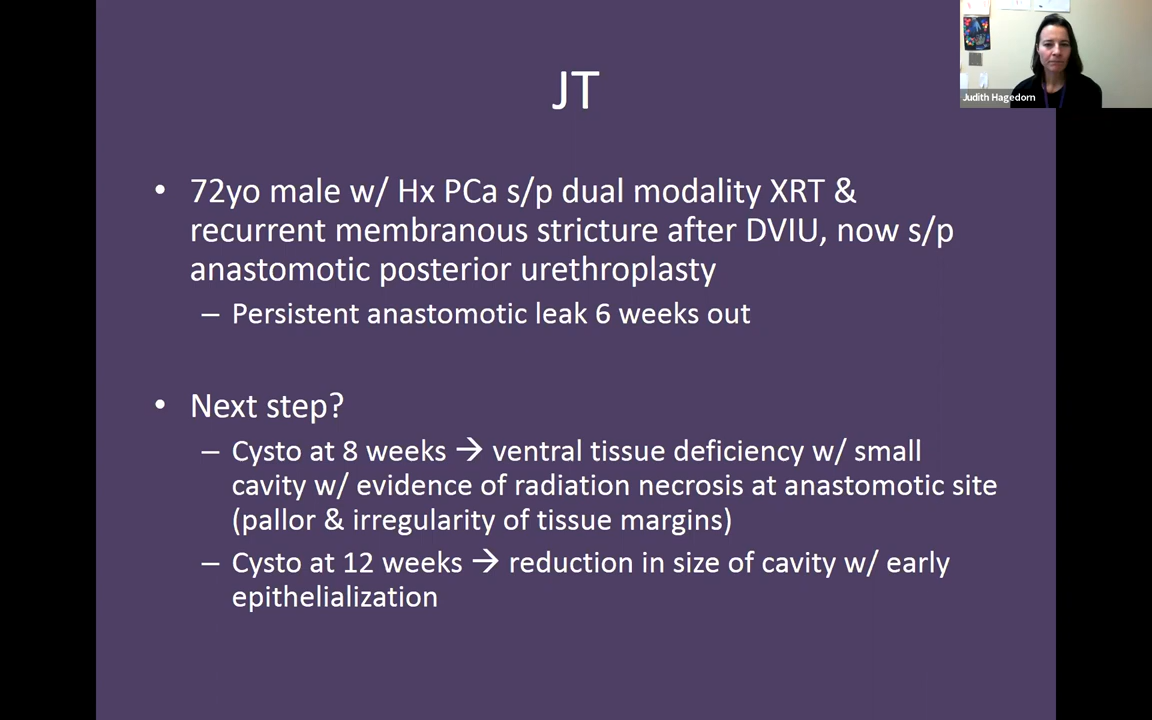 JT
Judith Hagedorn
• 72yo male w/ Hx PCa s/p dual modality XRT &
recurrent membranous stricture after DVIU, now s/p
anastomotic posterior urethroplasty
– Persistent anastomotic leak 6 weeks out
• Next step?
– Cysto at 8 weeks → ventral tissue deficiency w/ small
cavity w/ evidence of radiation necrosis at anastomotic site
(pallor & irregularity of tissue margins)
– Cysto at 12 weeks → reduction in size of cavity w/ early
epithelialization